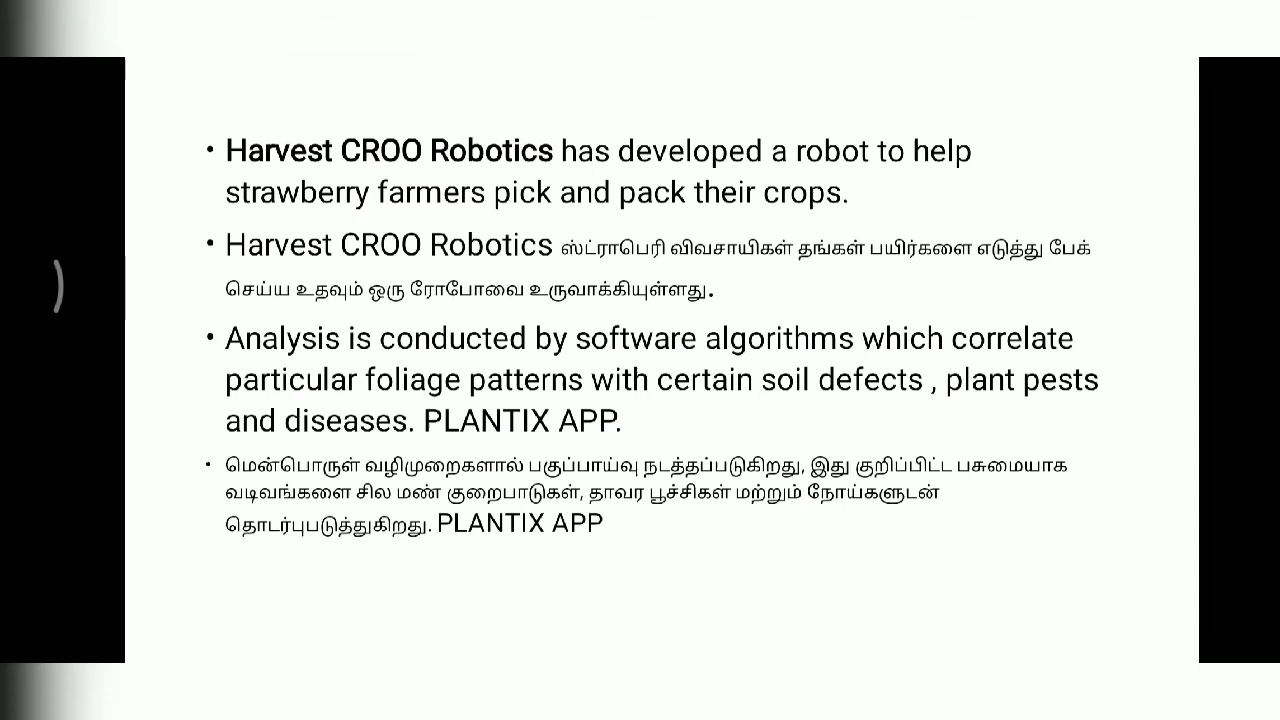 • Harvest CROO Robotics has developed a robot to help
strawberry farmers pick and pack their crops.
• Harvest CROO Robotics ஸ்ட்ராபெரி விவசாயிகள் தங்கள் பயிர்களை எடுத்து பேக்
செய்ய உதவும் ஒரு ரோபோவை உருவாக்கியுள்ளது.
• Analysis is conducted by software algorithms which correlate
particular foliage patterns with certain soil defects , plant pests
and diseases. PLANTIX APP.
• மென்பொருள் வழிமுறைகளால் பகுப்பாய்வு நடத்தப்படுகிறது, இது குறிப்பிட்ட பசுமையாக
வடிவங்களை சில மண் குறைபாடுகள், தாவர பூச்சிகள் மற்றும் நோய்களுடன்
தொடர்புபடுத்துகிறது. PLANTIX APP